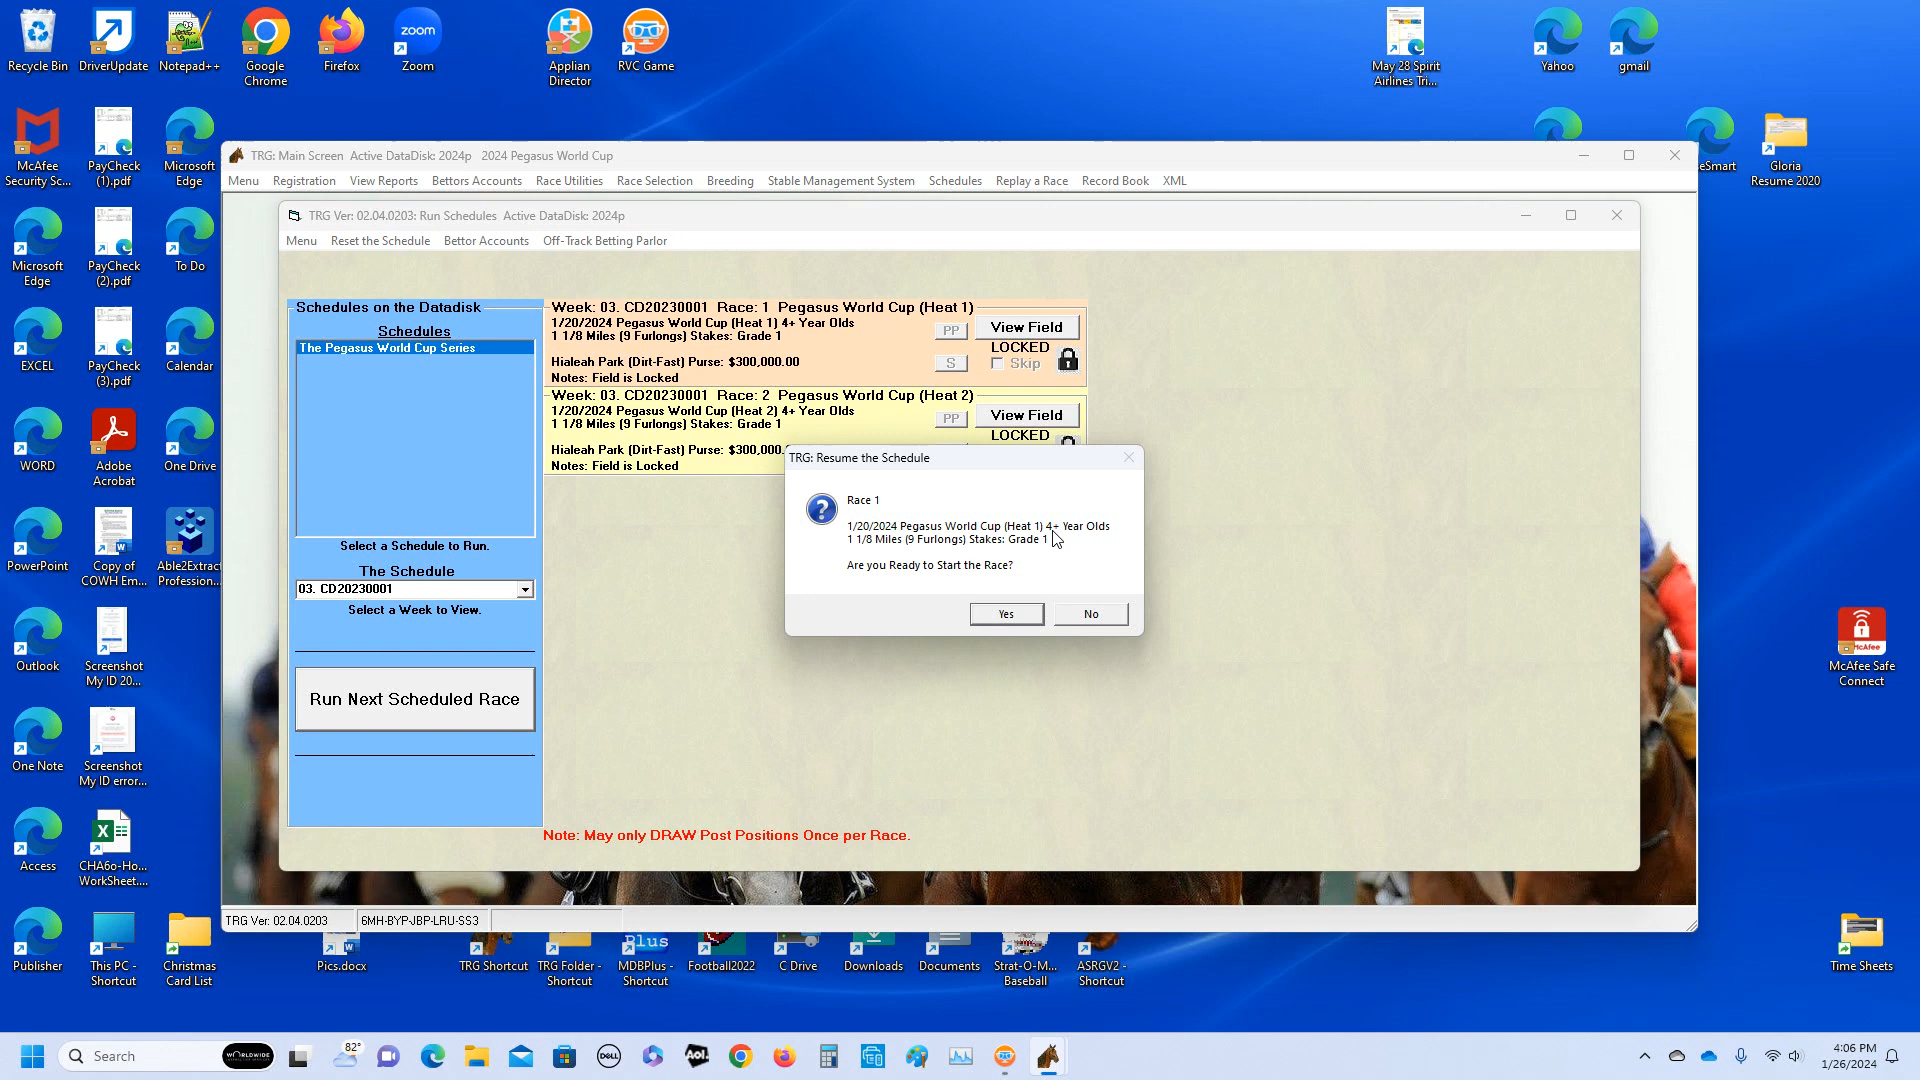 Recycle Bin
DriverUpdate
Notepad++
Google
Chrome
Firefox
zoom
Zoom
Applian
Director
RVC Game
May 28 Spirit
Airlines Tri...
Yahoo
gmail
McAfee
Security Sc...
PayCheck
(1).pdf
Microsoft
Edge
eSmart
Gloria
Resume 2020
Microsoft
Edge
PayCheck
(2).pdf
To Do
EXCEL
PayCheck
(3).pdf
Calendar
WORD
Adobe
Acrobat
One Drive
PowerPoint
Copy of
COWH Em...
Able2Extract
Profession...
Outlook
Screenshot
My ID 20...
One Note
Screenshot
My ID error...
Access
CHA6o-Ho...
WorkSheet....
Publisher
This PC -
Shortcut
Christmas
Card List
TRG: Main Screen Active DataDisk: 2024p 2024 Pegasus World Cup
Menu Registration View Reports Bettors Accounts Race Utilities Race Selection Breeding Stable Management System Schedules Replay a Race Record Book XML
TRG Ver: 02.04.0203: Run Schedules Active DataDisk: 2024p
Menu Reset the Schedule Bettor Accounts Off-Track Betting Parlor
Schedules on the Datadisk
Schedules
The Pegasus World Cup Series
Select a Schedule to Run.
The Schedule
03. CD20230001
Select a Week to View.
Run Next Scheduled Race
Week: 03. CD20230001 Race: 1 Pegasus World Cup (Heat 1)
1/20/2024 Pegasus World Cup (Heat 1) 4+ Year Olds
1 1/8 Miles (9 Furlongs) Stakes: Grade 1
PP
View Field
LOCKED
Hialeah Park (Dirt-Fast) Purse: $300,000.00
S
Skip
Notes: Field is Locked
Week: 03. CD20230001 Race: 2 Pegasus World Cup (Heat 2)
1/20/2024 Pegasus World Cup (Heat 2) 4+ Year Olds
1 1/8 Miles (9 Furlongs) Stakes: Grade 1
PP
View Field
LOCKED
Hialeah Park (Dirt-Fast) Purse: $300,000.
Notes: Field is Locked
TRG: Resume the Schedule
Race 1
1/20/2024 Pegasus World Cup (Heat 1) 4+ Year Olds
1 1/8 Miles (9 Furlongs) Stakes: Grade 1
Are you Ready to Start the Race?
Yes
No
Note: May only DRAW Post Positions Once per Race.
TRG Ver: 02.04.0203
6MH-BYP-JBP-LRU-SS3
McAfee
McAfee Safe
Connect
Pics.docx
TRG Shortcut
TRG Folder -
Shortcut
Plus
MDBPlus -
Shortcut
Football2022
C Drive
Downloads
Documents
Strat-O-M...
Baseball
ASRGV2 -
Shortcut
Time Sheets
Search
WORLDWIDE
82°
DELL
Aol.
4:06 PM
1/26/2024